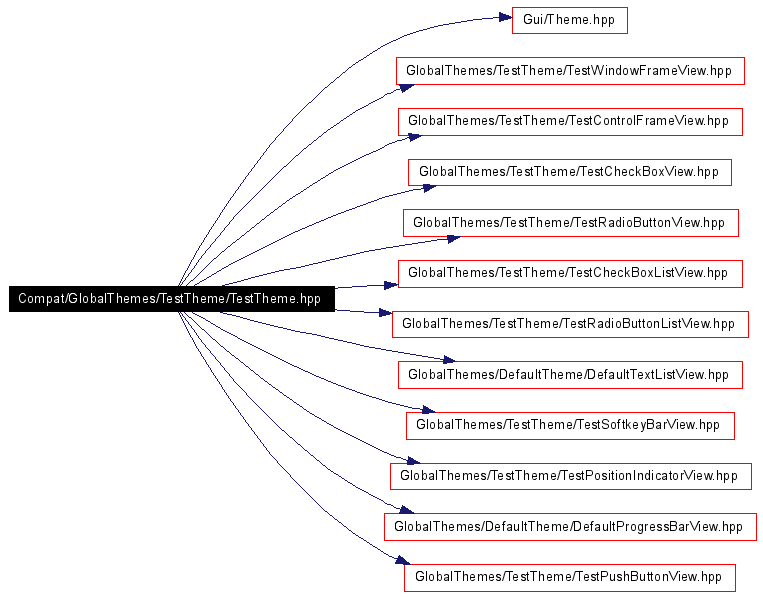 Gui/Theme.hpp
GlobalThemes/TestTheme/TestWindowFrameView.hpp
GlobalThemes/TestTheme/TestControlFrameView.hpp
GlobalThemes/TestTheme/TestCheckBoxView.hpp
GlobalThemes/TestTheme/TestRadioButtonView.hpp
GlobalThemes/TestTheme/TestCheckBoxListView.hpp
Compat/GlobalThemes/TestTheme/TestTheme.hpp
GlobalThemes/TestTheme/TestRadioButtonListView.hpp
GlobalThemes/DefaultTheme/DefaultTextListView.hpp
GlobalThemes/TestTheme/TestSoftkeyBarView.hpp
GlobalThemes/TestTheme/TestPositionIndicatorView.hpp
GlobalThemes/DefaultTheme/DefaultProgressBarView.hpp
GlobalThemes/TestTheme/TestPushButtonView.hpp